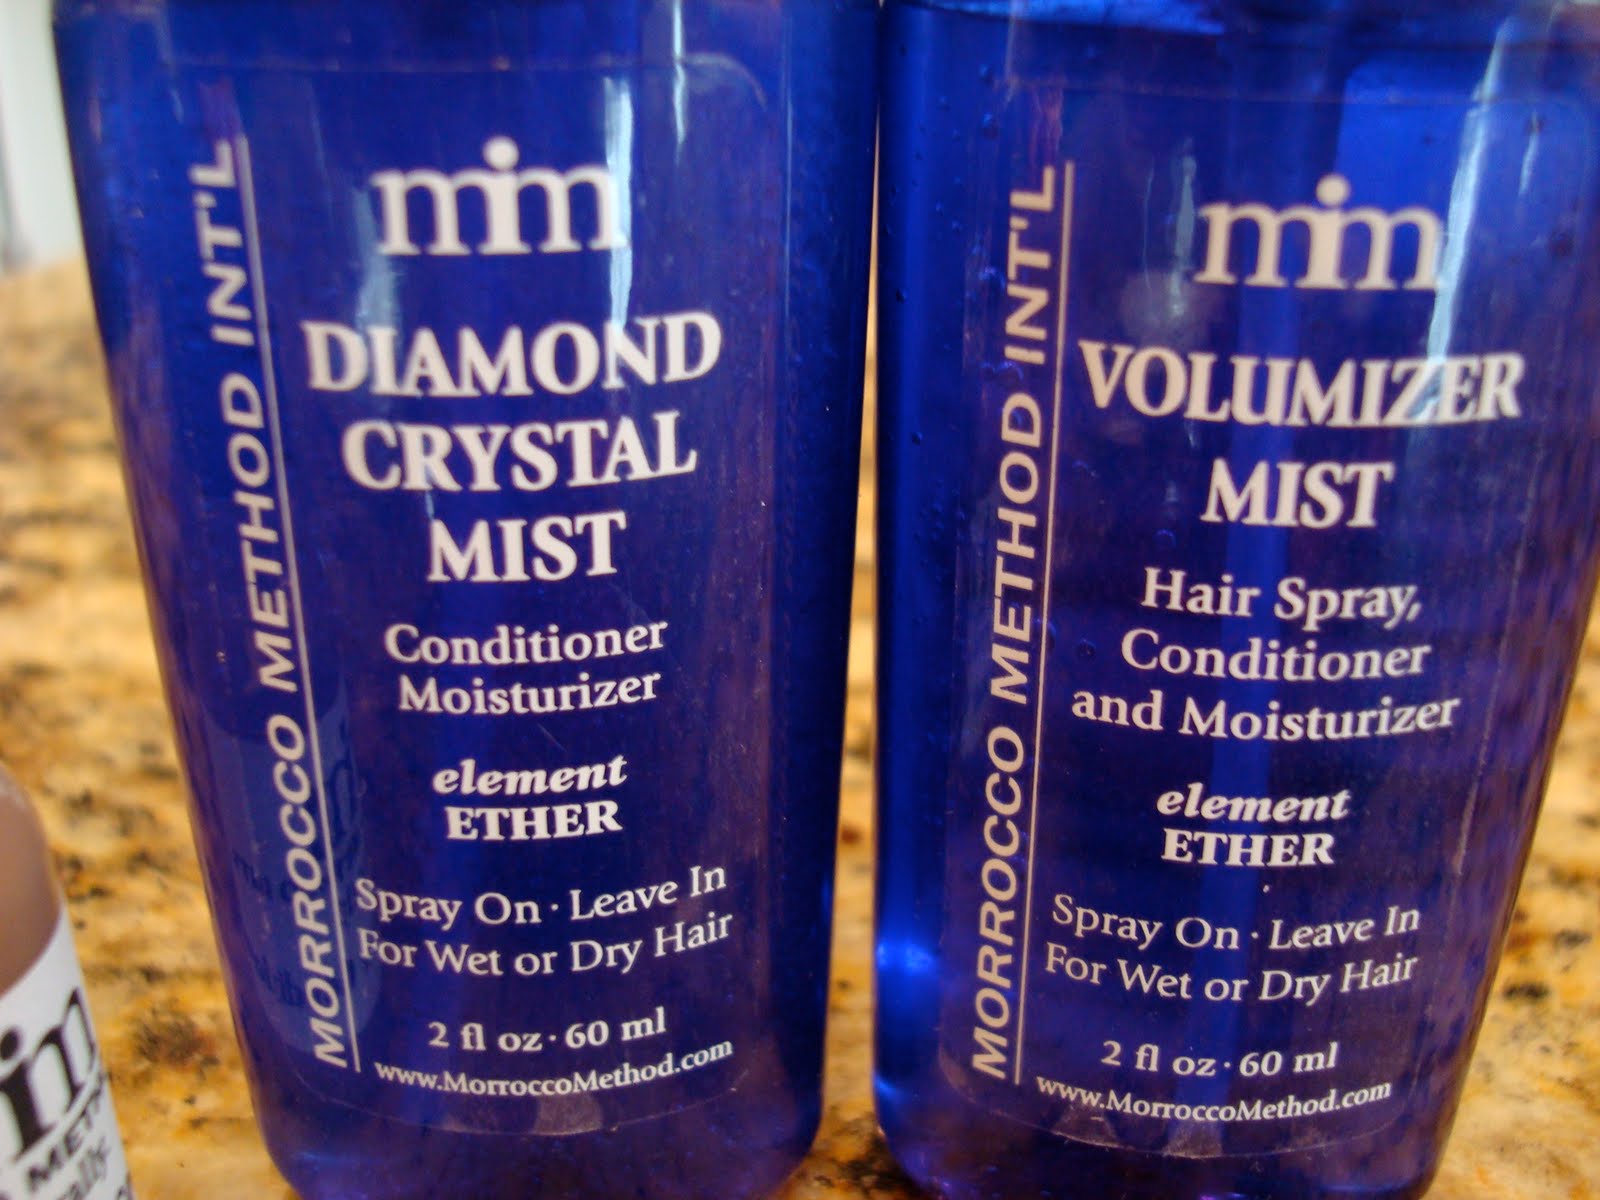 MORROCCO METHOD INT'L
mim
DIAMOND
CRYSTAL
MIST
Conditioner
Moisturizer
element
ETHER
Spray On · Leave In
For Wet or Dry Hair
2 fl oz · 60 ml
www.MorroccoMethod.com
MORROCCO METHOD INT'L
mim
VOLUMIZER
MIST
Hair Spray,
Conditioner
and Moisturizer
element
ETHER
Spray On · Leave In
For Wet or Dry Hair
2 fl oz · 60 ml
www.MorroccoMethod.com